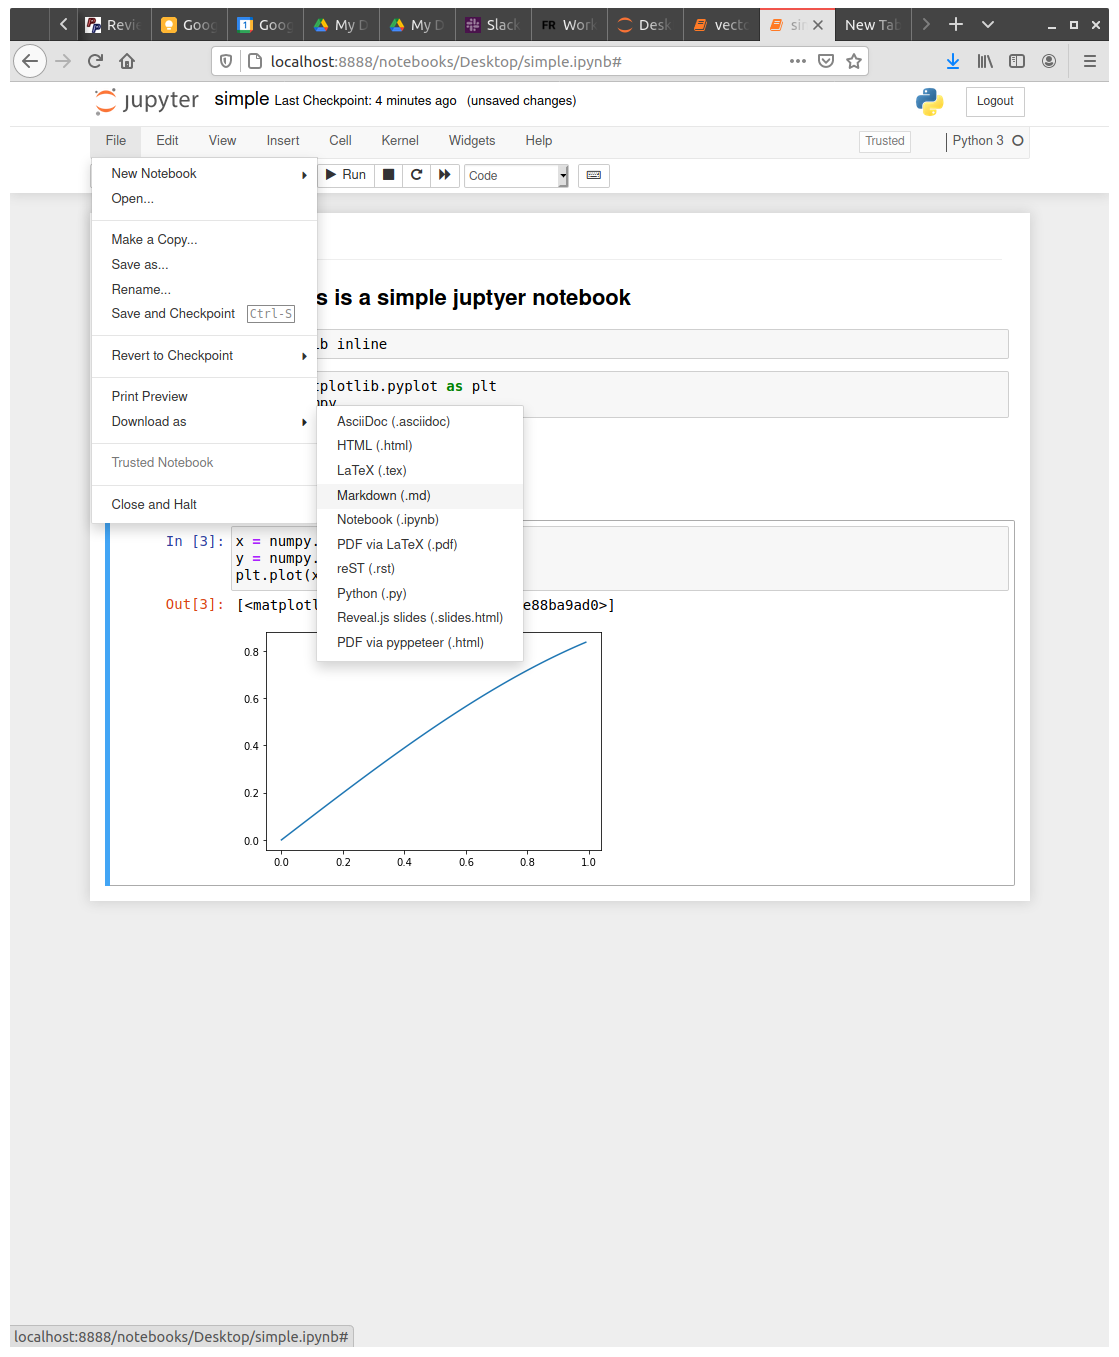 Revie Goog 1 Goog My D My D Slack FR Work Desk vecto sim New Tab
localhost:8888/notebooks/Desktop/simple.ipynb#
jupyter simple Last Checkpoint: 4 minutes ago (unsaved changes) Logout
File Edit View Insert Cell Kernel Widgets Help Trusted Python 3
New Notebook
Run Code
Open...
Make a Copy...
Save as...
Rename...
s is a simple juptyer notebook
Save and Checkpoint Ctrl-S
b inline
Revert to Checkpoint
tplotlib.pyplot as plt
Print Preview
Download as
AsciiDoc (.asciidoc)
HTML (.html)
Trusted Notebook
LaTeX (.tex)
Markdown (.md)
Close and Halt
Notebook (.ipynb)
PDF via LaTeX (.pdf)
reST (.rst)
Python (.py)
Reveal.js slides (.slides.html)
PDF via pyppeteer (.html)
In [3]: x = numpy.
y = numpy.
plt.plot(x
Out[3]: [<matplotl e88ba9ad0>]
0.8
0.6
0.4
0.2
0.0
0.0 0.2 0.4 0.6 0.8 1.0
localhost:8888/notebooks/Desktop/simple.ipynb#